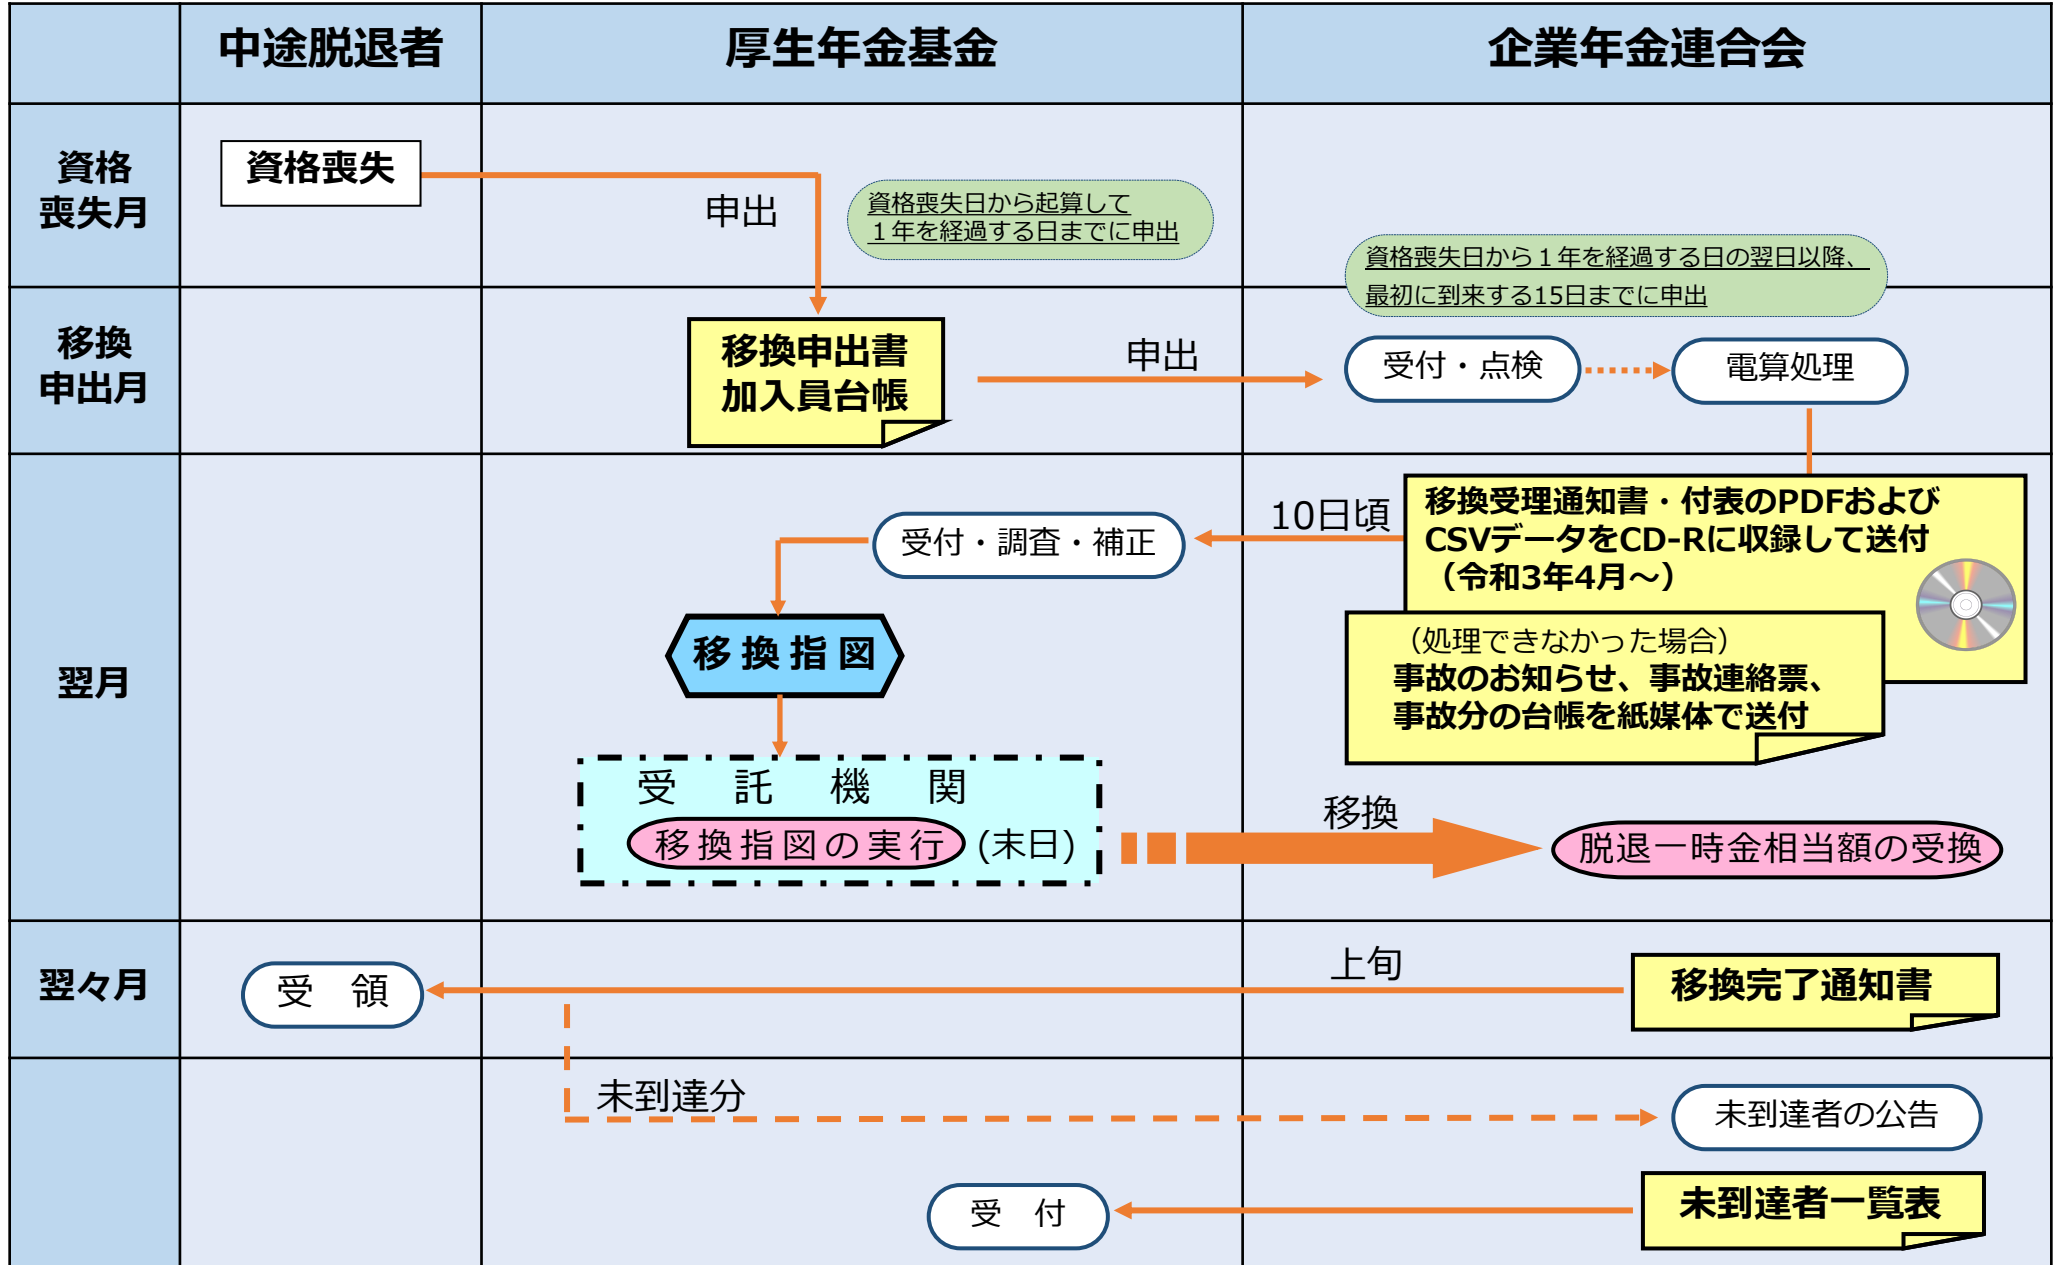 中途脱退者
厚生年金基金
企業年金連合会
資格
喪失月
資格喪失
申出
資格喪失日から起算して
１年を経過する日までに申出
資格喪失日から１年を経過する日の翌日以降、
最初に到来する15日までに申出
移換
申出月
移換申出書
加入員台帳
申出
受付・点検
電算処理
翌月
移換受理通知書・付表のPDFおよび
CSVデータをCD-Rに収録して送付
（令和3年4月～）
10日頃
受付・調査・補正
（処理できなかった場合）
事故のお知らせ、事故連絡票、
事故分の台帳を紙媒体で送付
移換指図
受託機関
移換指図の実行
(末日)
移換
脱退一時金相当額の受換
翌々月
受　領
上旬
移換完了通知書
未到達分
未到達者の公告
受　付
未到達者一覧表